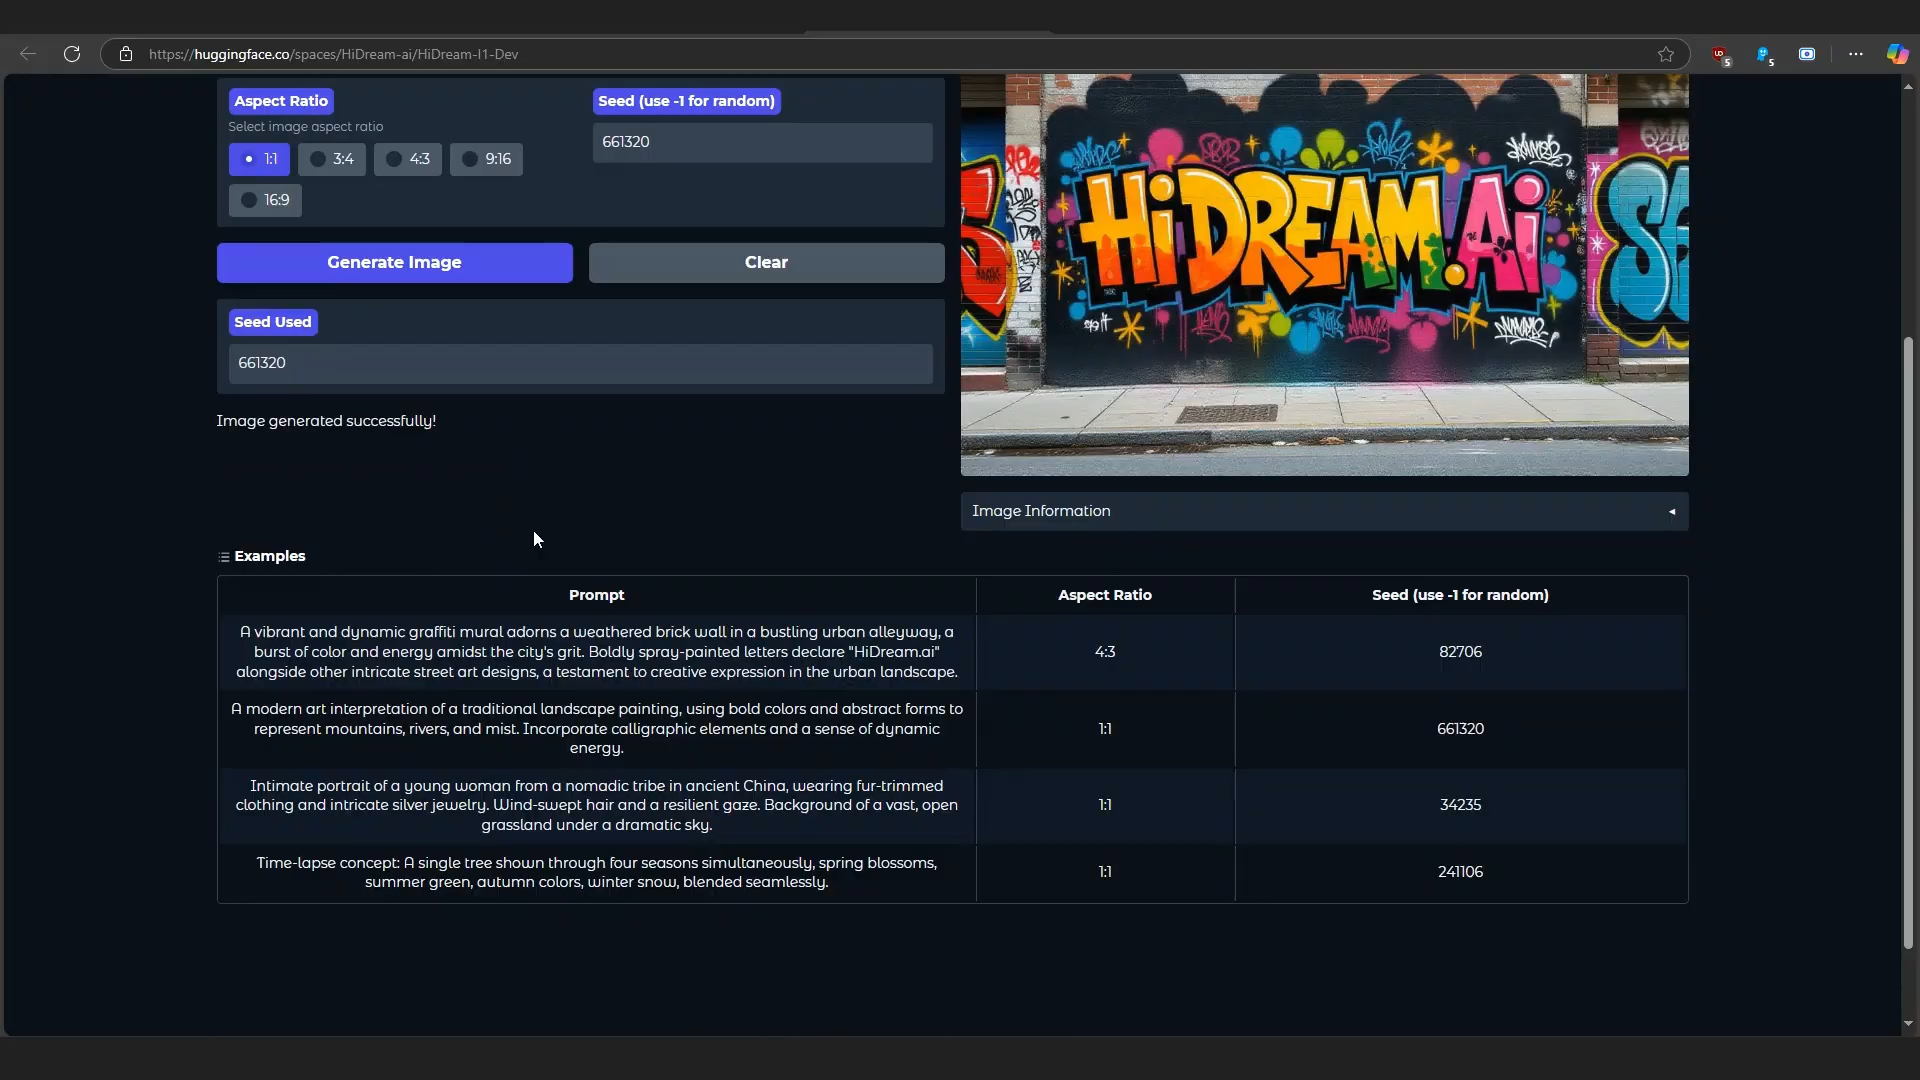 https://huggingface.co/spaces/HiDream-ai/HiDream-I1-Dev
5
5
Aspect Ratio
Select image aspect ratio
1:1
3:4
4:3
9:16
16:9
Seed (use -1 for random)
661320
Generate Image
Clear
Seed Used
661320
Image generated successfully!
HiDREAM.Ai
Image Information
Examples
Prompt
Aspect Ratio
Seed (use -1 for random)
A vibrant and dynamic graffiti mural adorns a weathered brick wall in a bustling urban alleyway, a
burst of color and energy amidst the city's grit. Boldly spray-painted letters declare "HiDream.ai"
alongside other intricate street art designs, a testament to creative expression in the urban landscape.
4:3
82706
A modern art interpretation of a traditional landscape painting, using bold colors and abstract forms to
represent mountains, rivers, and mist. Incorporate calligraphic elements and a sense of dynamic
energy.
1:1
661320
Intimate portrait of a young woman from a nomadic tribe in ancient China, wearing fur-trimmed
clothing and intricate silver jewelry. Wind-swept hair and a resilient gaze. Background of a vast, open
grassland under a dramatic sky.
1:1
34235
Time-lapse concept: A single tree shown through four seasons simultaneously, spring blossoms,
summer green, autumn colors, winter snow, blended seamlessly.
1:1
241106